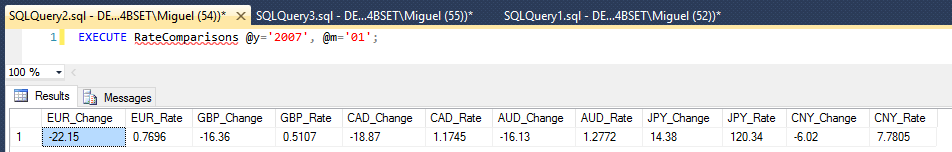 SQLQuery2.sql - DE...4BSET\Miguel (54))* SQLQuery3.sql - DE...4BSET\Miguel (55))* SQLQuery1.sql - DE...4BSET\Miguel (52))*
1 EXECUTE RateComparisons @y='2007', @m='01';
100 %
Results Messages
EUR_Change EUR_Rate GBP_Change GBP_Rate CAD_Change CAD_Rate AUD_Change AUD_Rate JPY_Change JPY_Rate CNY_Change CNY_Rate
1 -22.15 0.7696 -16.36 0.5107 -18.87 1.1745 -16.13 1.2772 14.38 120.34 -6.02 7.7805